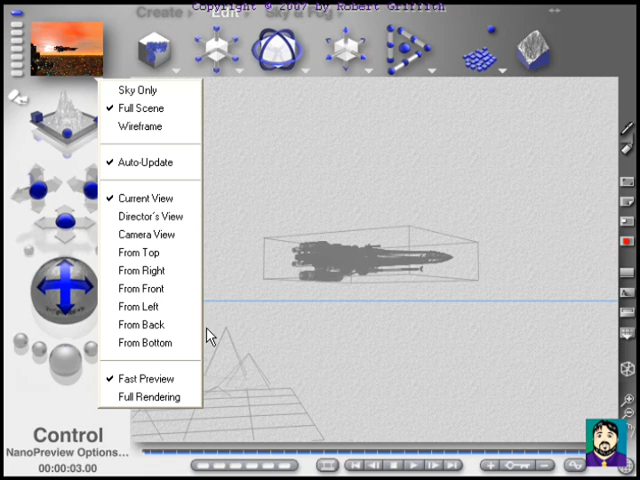 Copyright © 2007 by Robert Griffith
Create
Edit
Sky & Fog
Sky Only
Full Scene
Wireframe
Auto-Update
Current View
Director's View
Camera View
From Top
From Right
From Front
From Left
From Back
From Bottom
Fast Preview
Full Rendering
Control
NanoPreview Options...
00:00:03.00